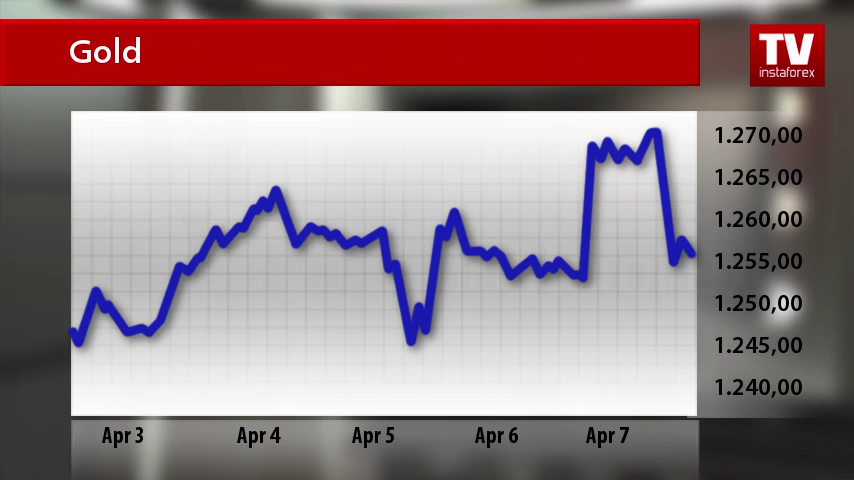 Gold
TV
instaforex
1.270,00
1.265,00
1.260,00
1.255,00
1.250,00
1.245,00
1.240,00
Apr 3 Apr 4 Apr 5 Apr 6 Apr 7